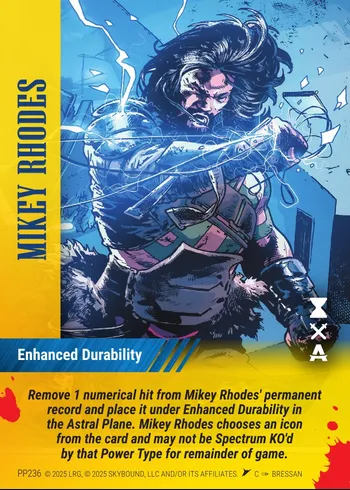 MIKEY RHODES
Enhanced Durability
Remove 1 numerical hit from Mikey Rhodes' permanent
record and place it under Enhanced Durability in
the Astral Plane. Mikey Rhodes chooses an icon
from the card and may not be Spectrum KO'd
by that Power Type for remainder of game.
PP236 © 2025 LRG, © 2025 SKYBOUND, LLC AND/OR ITS AFFILIATES. C BRESSAN